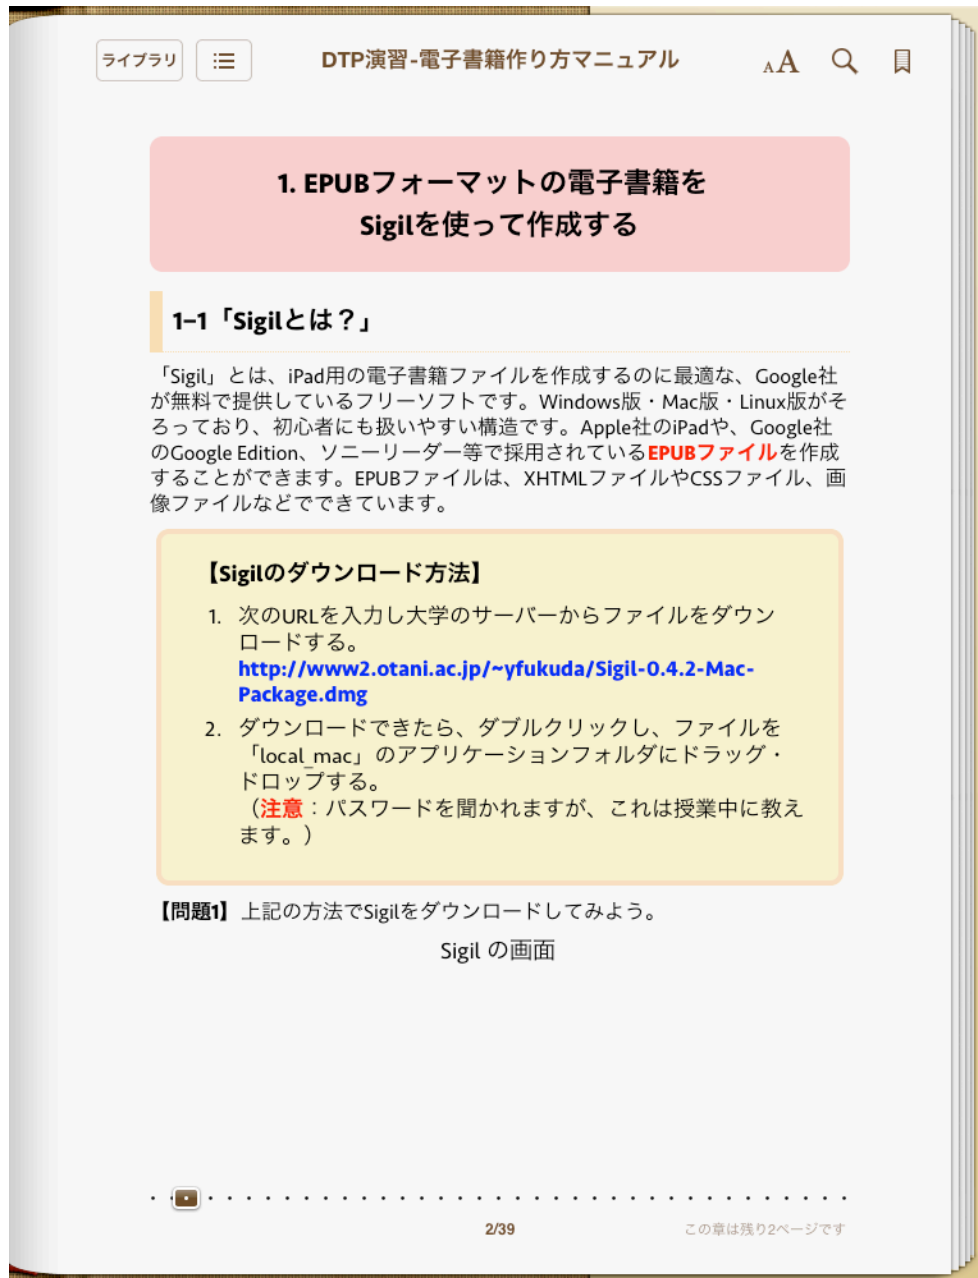 ライブラリ
DTP演習-電子書籍作り方マニュアル
AA
1. EPUBフォーマットの電子書籍を
Sigilを使って作成する
1–1「Sigilとは？」
「Sigil」とは、iPad用の電子書籍ファイルを作成するのに最適な、Google社
が無料で提供しているフリーソフトです。Windows版・Mac版・Linux版がそ
ろっており、初心者にも扱いやすい構造です。Apple社のiPadや、Google社
のGoogle Edition、ソニーリーダー等で採用されているEPUBファイルを作成
することができます。EPUBファイルは、XHTMLファイルやCSSファイル、画
像ファイルなどでできています。
【Sigilのダウンロード方法】
1. 次のURLを入力し大学のサーバーからファイルをダウン
ロードする。
http://www2.otani.ac.jp/~yfukuda/Sigil-0.4.2-Mac-
Package.dmg
2. ダウンロードできたら、ダブルクリックし、ファイルを
「local_mac」のアプリケーションフォルダにドラッグ・
ドロップする。
（注意：パスワードを聞かれますが、これは授業中に教え
ます。）
【問題1】上記の方法でSigilをダウンロードしてみよう。
Sigil の画面
2/39
この章は残り2ページです